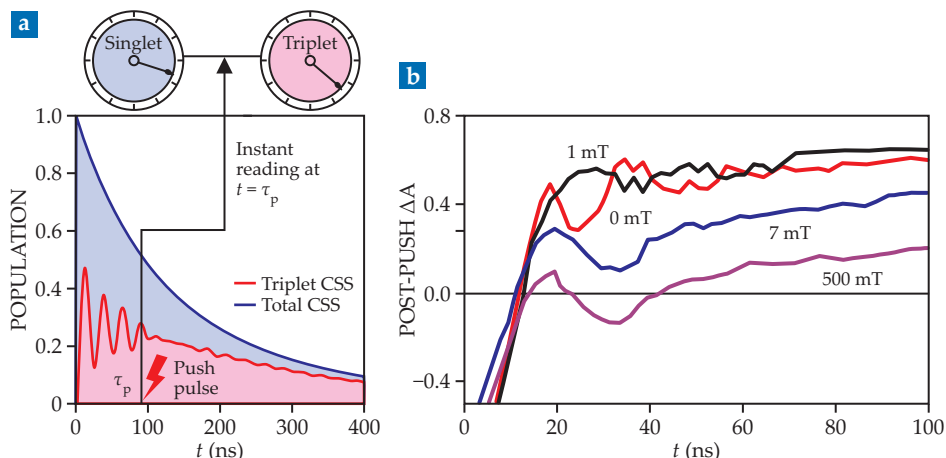 a
Singlet
Triplet
Instant
reading at
t = τp
POPULATION
1.0
0.8
0.6
0.4
0.2
0
Triplet CSS
Total CSS
τp
Push
pulse
0
100
200
300
400
t (ns)
b
POST-PUSH ΔA
0.8
0.4
0.0
−0.4
1 mT
0 mT
7 mT
500 mT
0
20
40
60
80
100
t (ns)